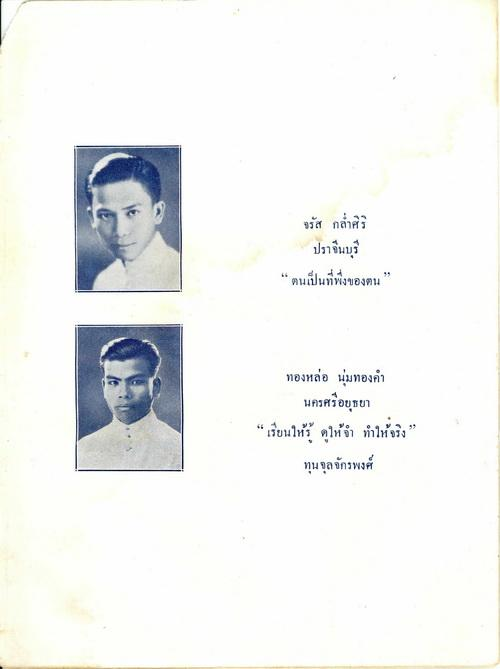 จรัส กล่ำศิริ
ปราจีนบุรี
“ ตนเป็นที่พึ่งของตน ”
ทองหล่อ นุ่มทองคำ
นครศรีอยุธยา
“ เรียนให้รู้ ดูให้จำ ทำให้จริง ”
ทุนจุลจักรพงศ์